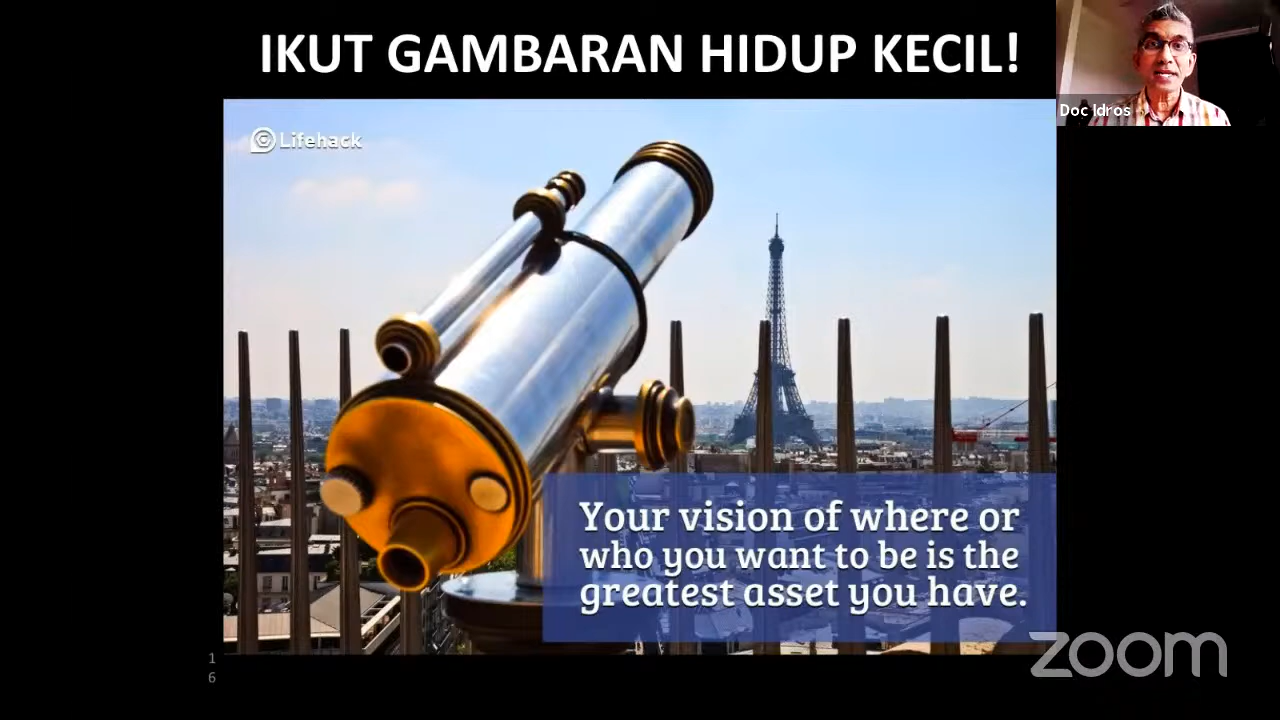 IKUT GAMBARAN HIDUP KECIL!
Doc Idros
Lifehack
Your vision of where or
who you want to be is the
greatest asset you have.
1
6
zoom